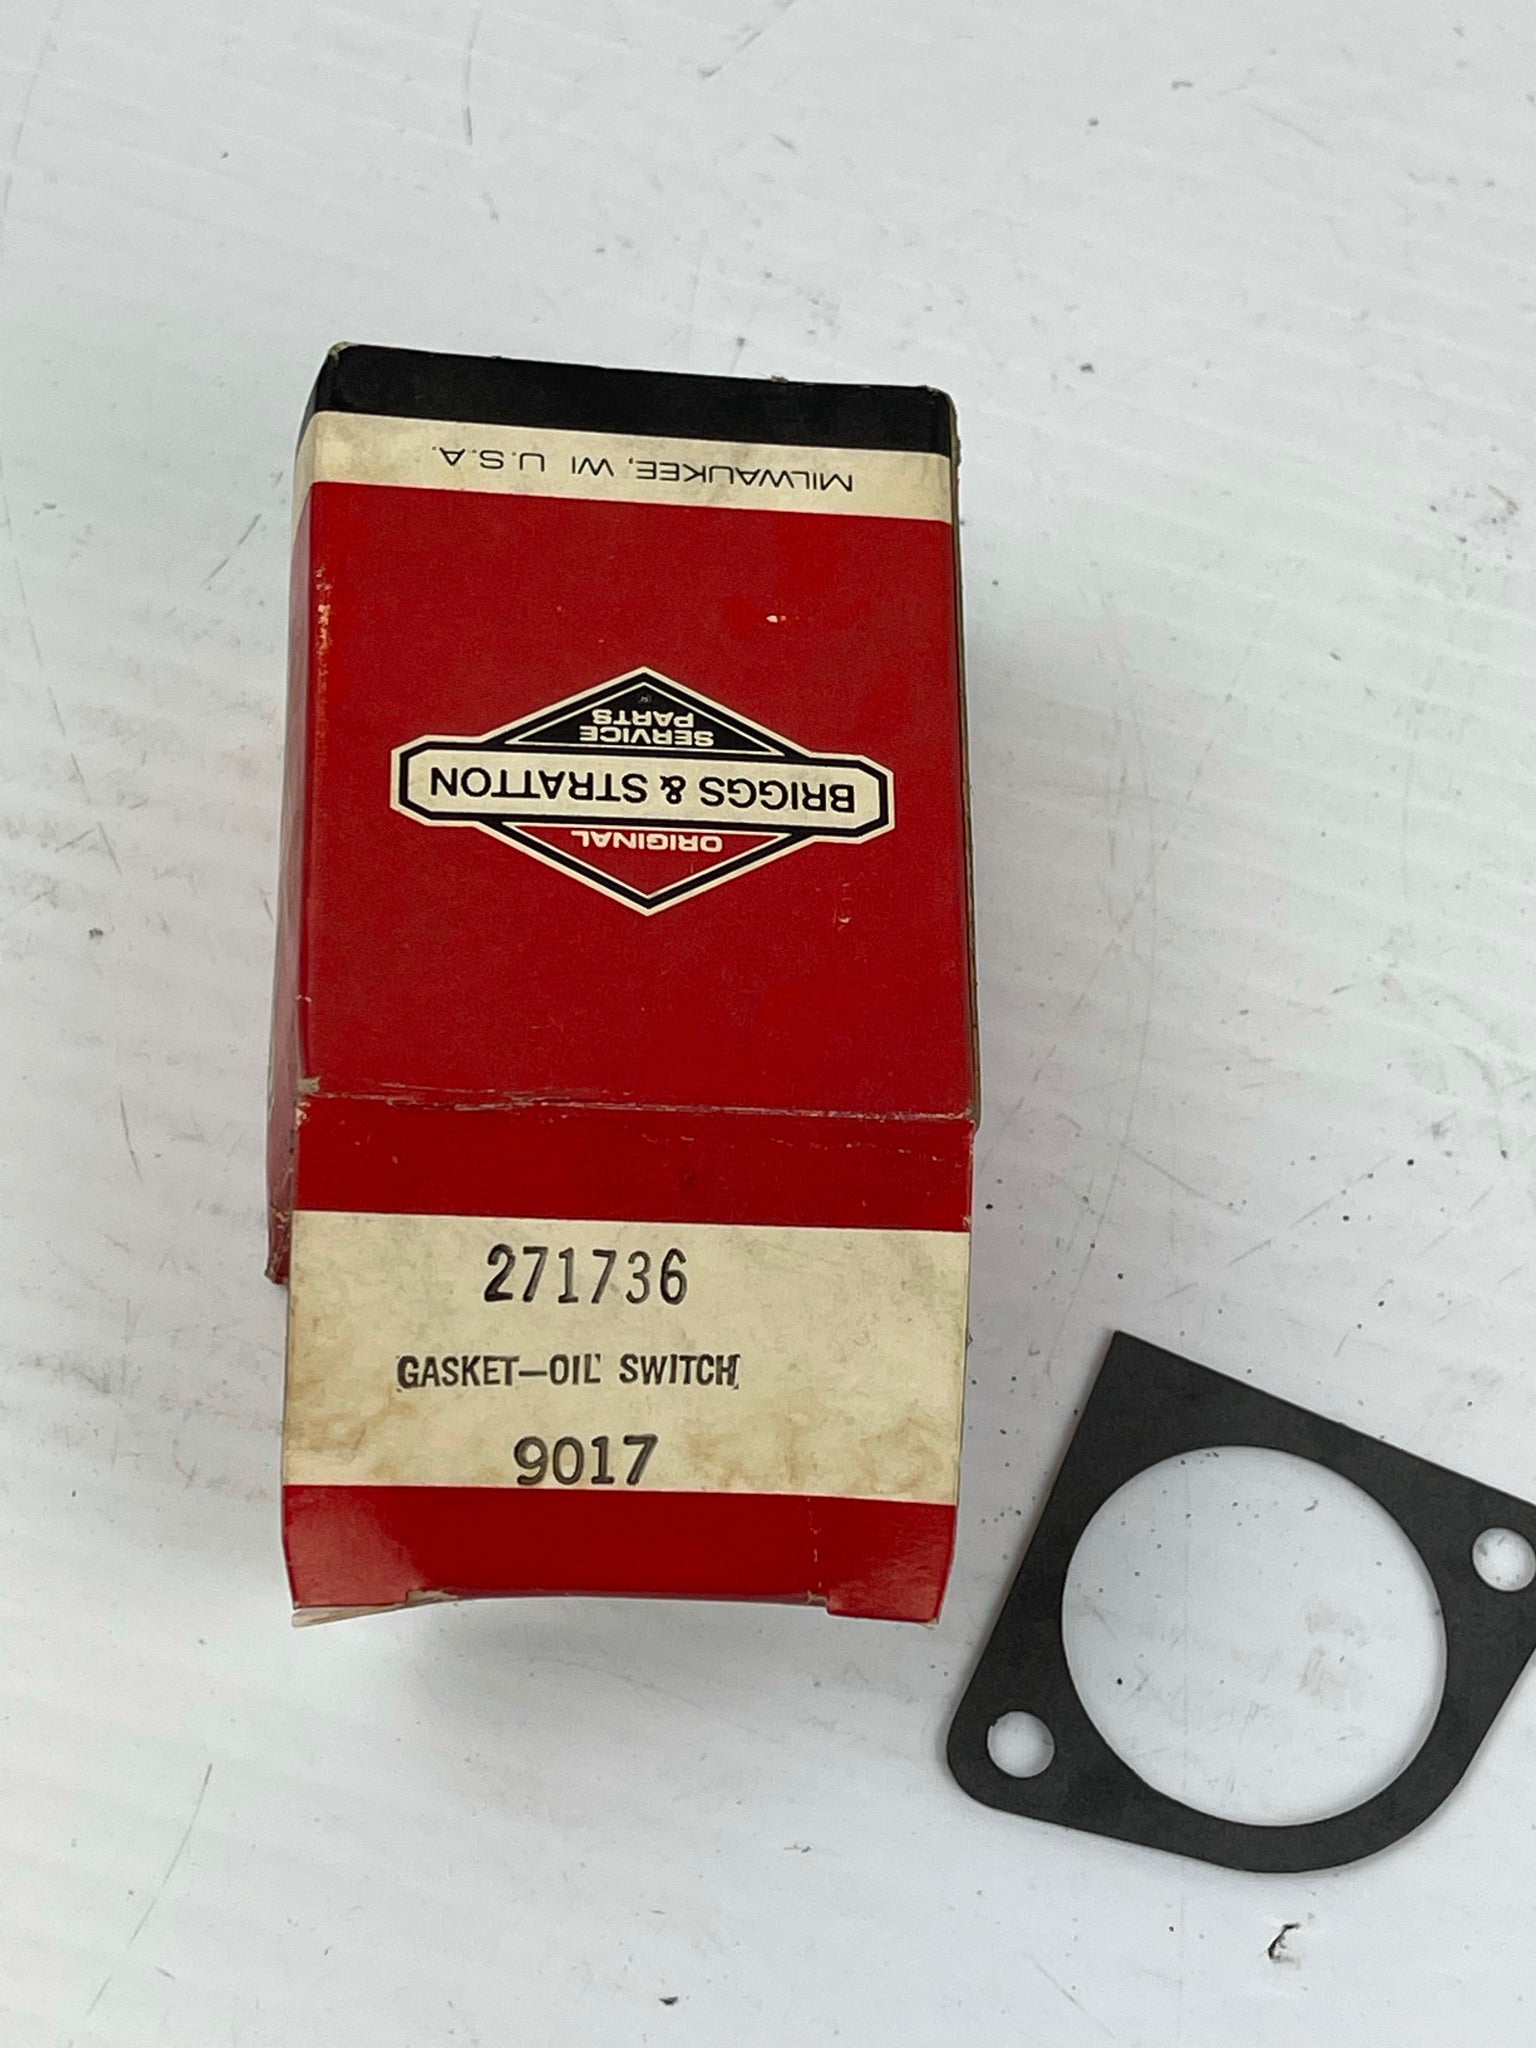 MILWAUKEE, WI U.S.A.
ORIGINAL
BRIGGS & STRATTON
SERVICE
PARTS
271736
GASKET—OIL SWITCH
9017